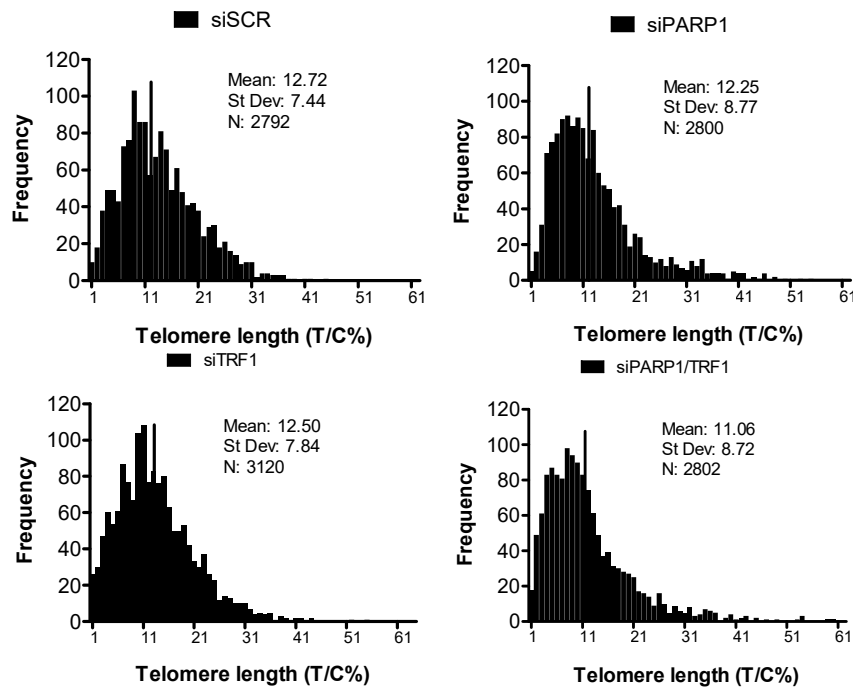 siSCR
120
100
80
60
40
20
0
Frequency
Mean: 12.72
St Dev: 7.44
N: 2792
1 11 21 31 41 51 61
Telomere length (T/C%)
siPARP1
120
100
80
60
40
20
0
Frequency
Mean: 12.25
St Dev: 8.77
N: 2800
1 11 21 31 41 51 61
Telomere length (T/C%)
siTRF1
120
100
80
60
40
20
0
Frequency
Mean: 12.50
St Dev: 7.84
N: 3120
1 11 21 31 41 51 61
Telomere length (T/C%)
siPARP1/TRF1
120
100
80
60
40
20
0
Frequency
Mean: 11.06
St Dev: 8.72
N: 2802
1 11 21 31 41 51 61
Telomere length (T/C%)